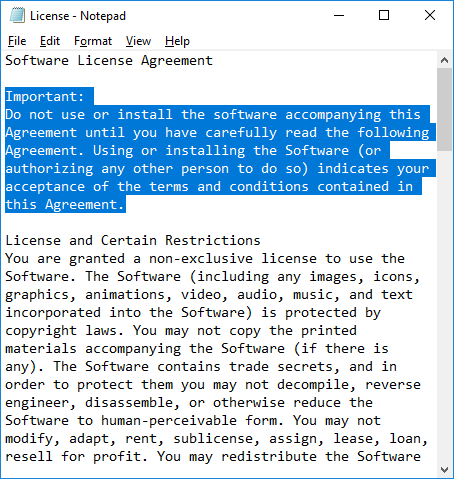 License - Notepad
File Edit Format View Help
Software License Agreement
Important:
Do not use or install the software accompanying this
Agreement until you have carefully read the following
Agreement. Using or installing the Software (or
authorizing any other person to do so) indicates your
acceptance of the terms and conditions contained in
this Agreement.
License and Certain Restrictions
You are granted a non-exclusive license to use the
Software. The Software (including any images, icons,
graphics, animations, video, audio, music, and text
incorporated into the Software) is protected by
copyright laws. You may not copy the printed
materials accompanying the Software (if there is
any). The Software contains trade secrets, and in
order to protect them you may not decompile, reverse
engineer, disassemble, or otherwise reduce the
Software to human-perceivable form. You may not
modify, adapt, rent, sublicense, assign, lease, loan,
resell for profit. You may redistribute the Software